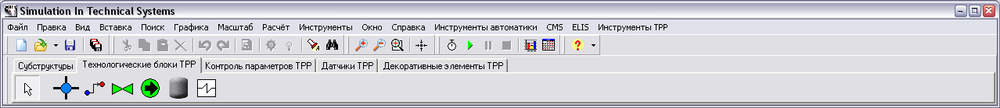 Simulation In Technical Systems
Файл Правка Вид Вставка Поиск Графика Масштаб Расчёт Инструменты Окно Справка Инструменты автоматики CMS ELIS Инструменты TPP
Субструктуры Технологические блоки TPP Контроль параметров TPP Датчики TPP Декоративные элементы TPP